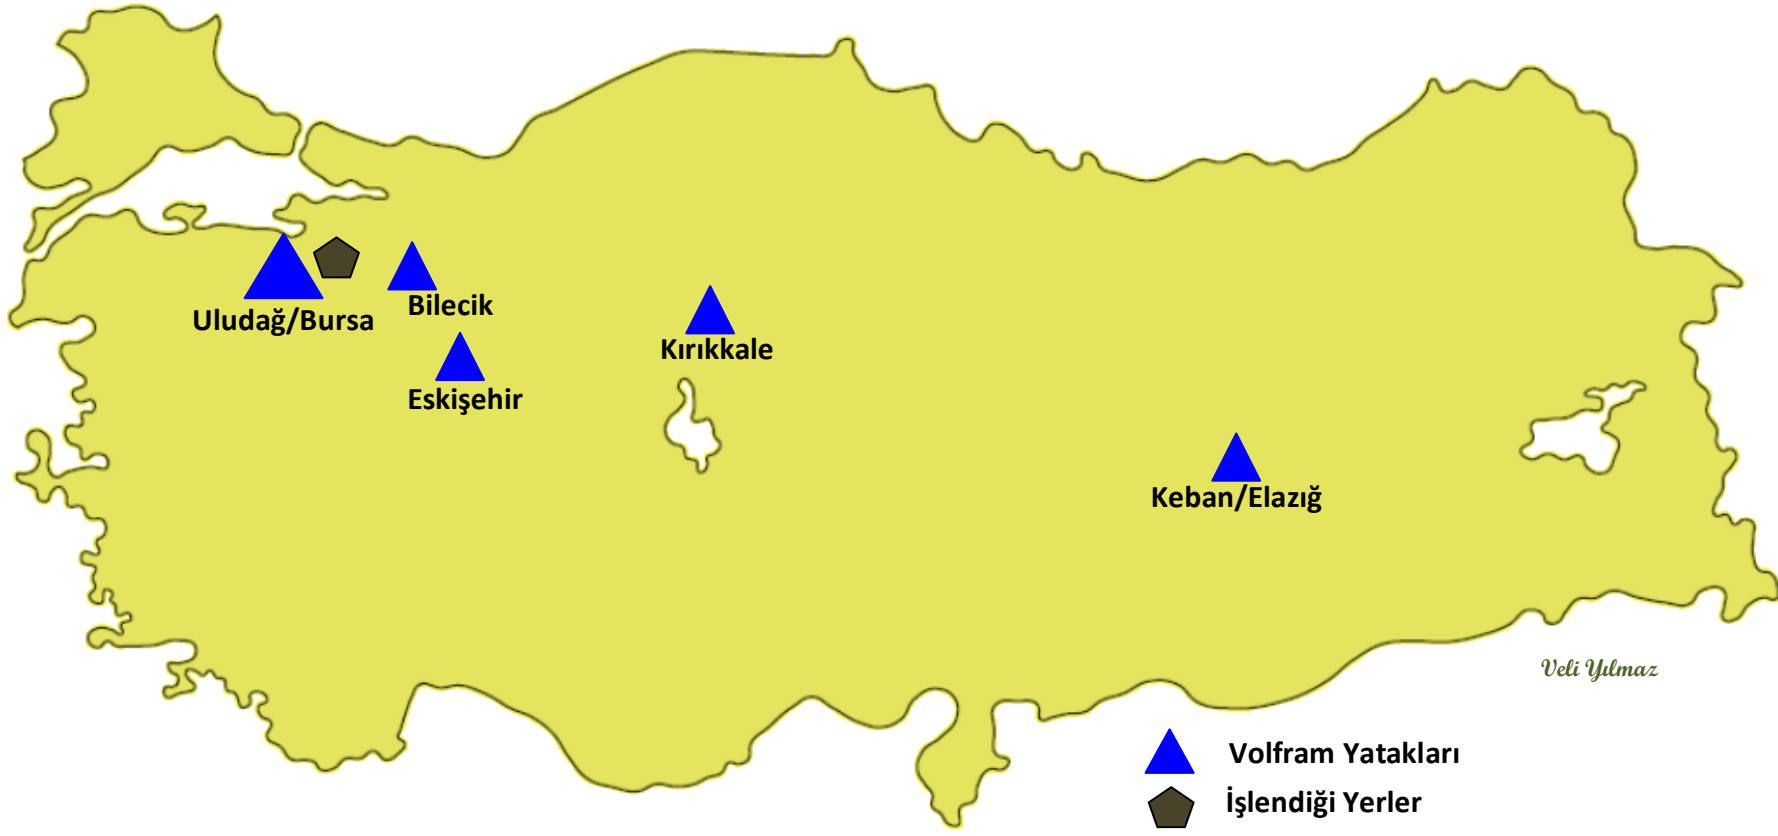 Uludağ/Bursa
Bilecik
Eskişehir
Kırıkkale
Keban/Elazığ
Veli Yılmaz
Volfram Yatakları
İşlendiği Yerler